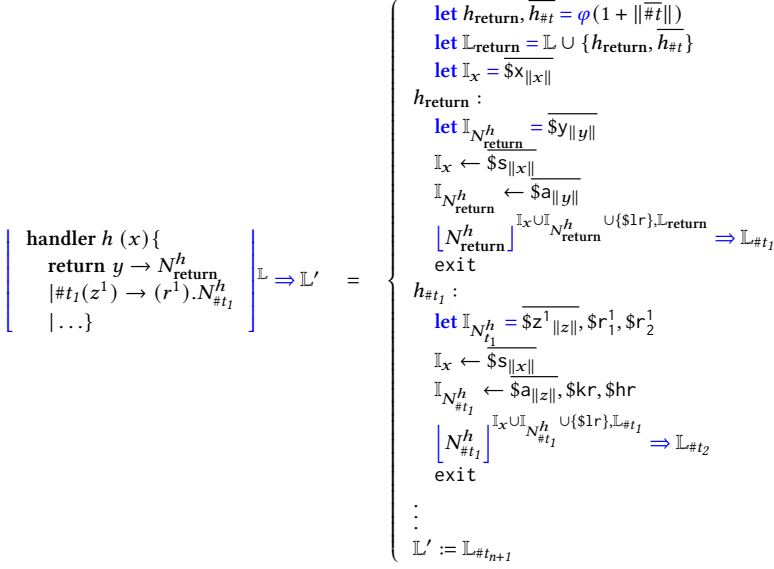 let h_return, \overline{h_{#t}} = φ(1 + ‖\overline{#t}‖)
let 𝕃_return = 𝕃 ∪ {h_return, \overline{h_{#t}}}
let 𝕀_x = \overline{$x_{‖x‖}}
h_return :
let 𝕀_{N^h_return} = \overline{$y_{‖y‖}}
𝕀_x ← \overline{$s_{‖x‖}}
𝕀_{N^h_return} ← \overline{$a_{‖y‖}}
⌊N^h_return⌋^{𝕀_x ∪ 𝕀_{N^h_return} ∪ {$lr}, 𝕃_return} ⇒ 𝕃_{#t_1}
exit
⌊handler h (x){
return y → N^h_return
|#t_1(z^1) → (r^1).N^h_{#t_1}
| ...}⌋^𝕃 ⇒ 𝕃′ =
h_{#t_1} :
let 𝕀_{N^h_{t_1}} = \overline{$z^1_{‖z‖}}, $r^1_1, $r^1_2
𝕀_x ← \overline{$s_{‖x‖}}
𝕀_{N^h_{#t_1}} ← \overline{$a_{‖z‖}}, $kr, $hr
⌊N^h_{#t_1}⌋^{𝕀_x ∪ 𝕀_{N^h_{#t_1}} ∪ {$lr}, 𝕃_{#t_1}} ⇒ 𝕃_{#t_2}
exit
⋮
𝕃′ := 𝕃_{#t_{n+1}}